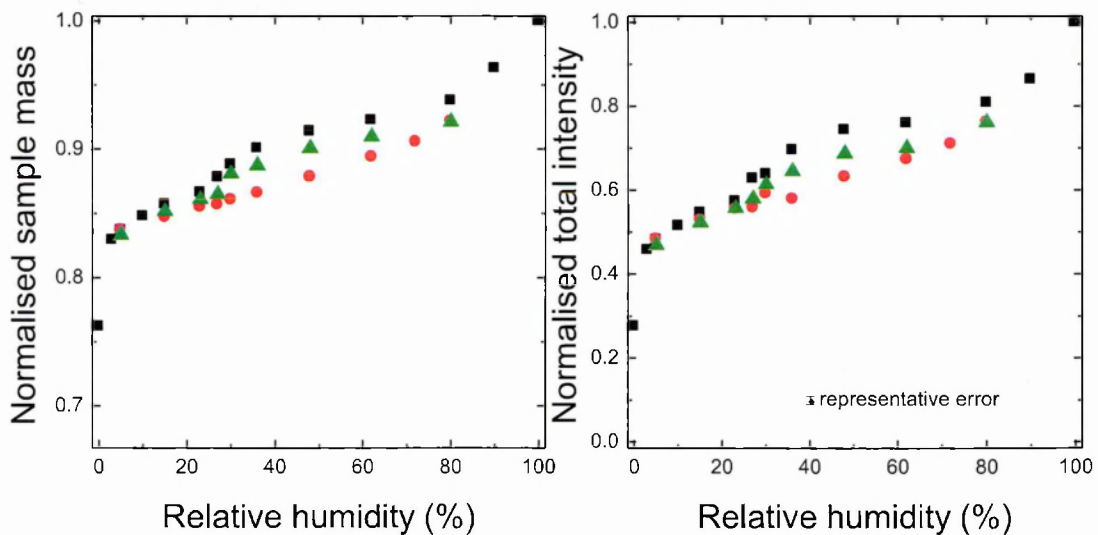 Normalised sample mass
1.0
0.9
0.8
0.7
0 20 40 60 80 100
Relative humidity (%)
Normalised total intensity
1.0
0.8
0.6
0.4
0.2
0.0
representative error
0 20 40 60 80 100
Relative humidity (%)